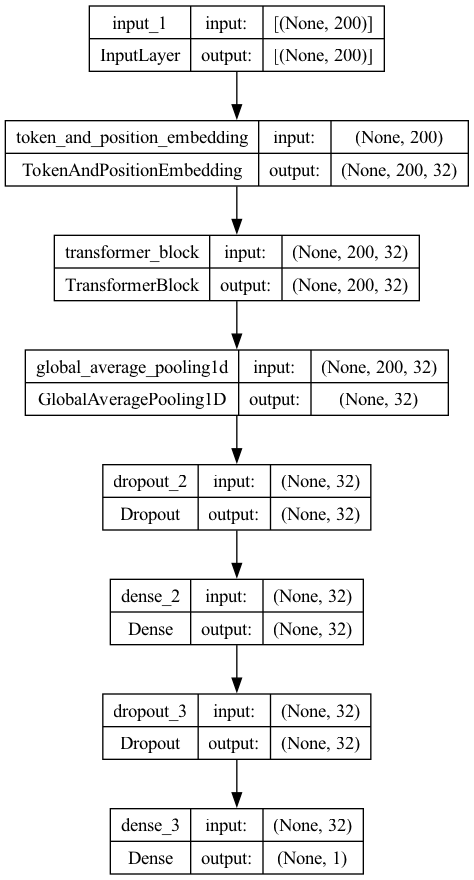 input_1 input: [(None, 200)]
InputLayer output: [(None, 200)]
token_and_position_embedding input: (None, 200)
TokenAndPositionEmbedding output: (None, 200, 32)
transformer_block input: (None, 200, 32)
TransformerBlock output: (None, 200, 32)
global_average_pooling1d input: (None, 200, 32)
GlobalAveragePooling1D output: (None, 32)
dropout_2 input: (None, 32)
Dropout output: (None, 32)
dense_2 input: (None, 32)
Dense output: (None, 32)
dropout_3 input: (None, 32)
Dropout output: (None, 32)
dense_3 input: (None, 32)
Dense output: (None, 1)